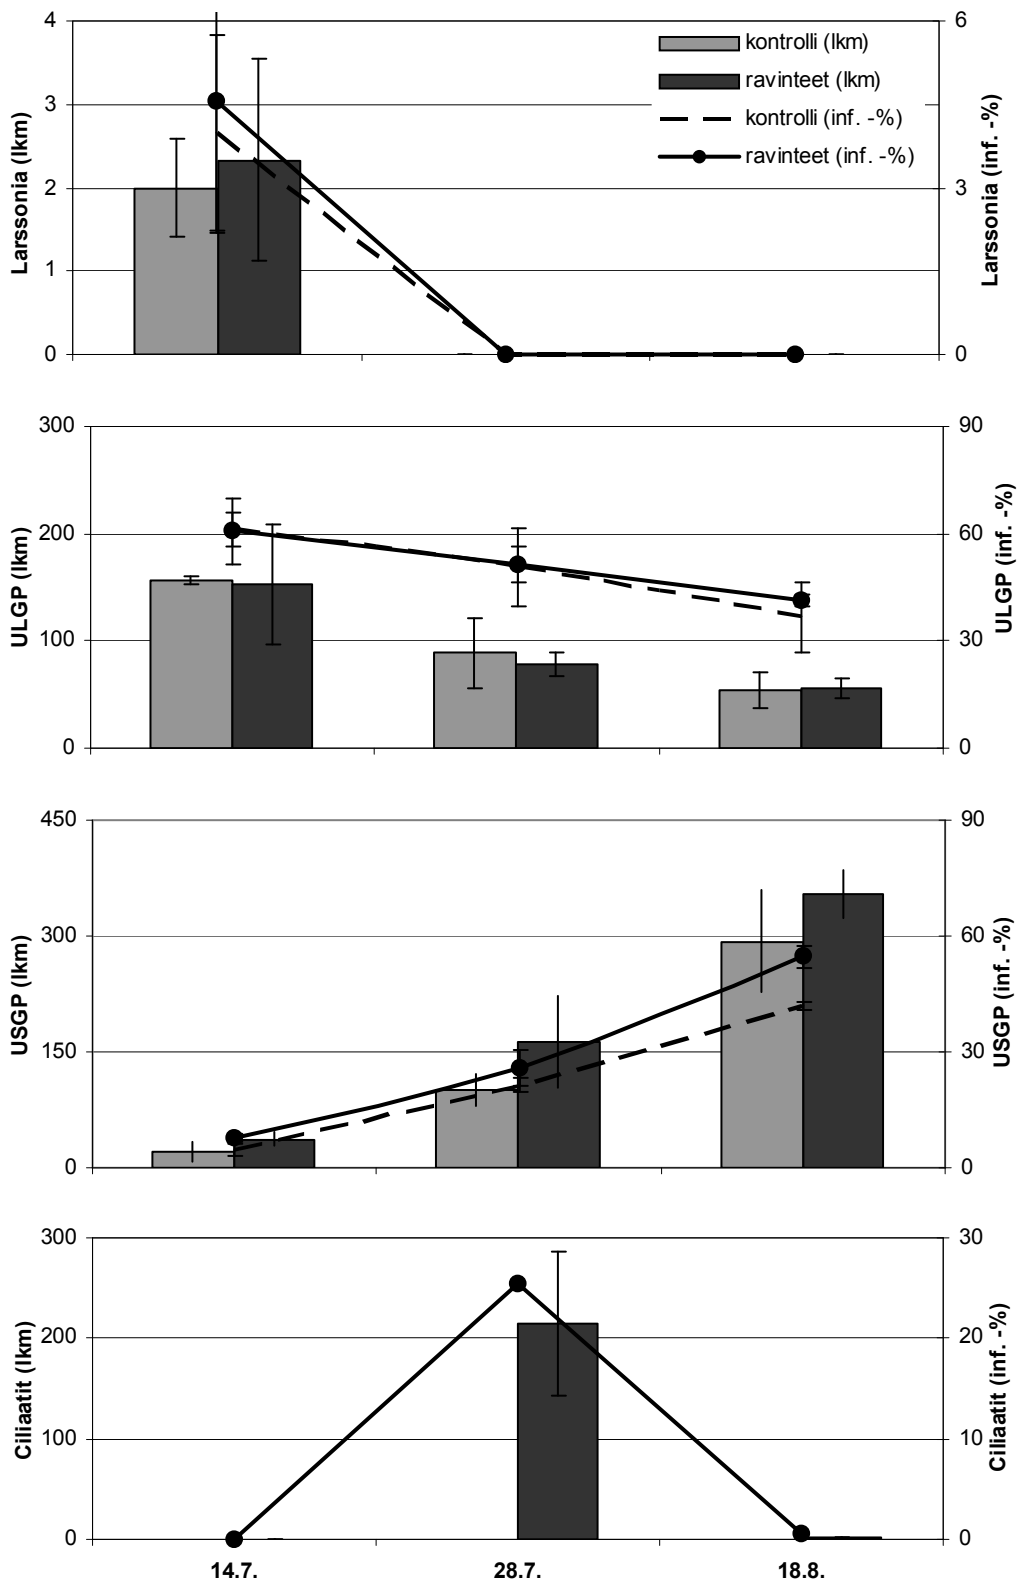 4
3
2
1
0
Larssonia (lkm)
6
3
0
Larssonia (inf. -%)
kontrolli (lkm)
ravinteet (lkm)
kontrolli (inf. -%)
ravinteet (inf. -%)
300
200
100
0
ULGP (lkm)
90
60
30
0
ULGP (inf. -%)
450
300
150
0
USGP (lkm)
90
60
30
0
USGP (inf. -%)
300
200
100
0
Ciliaatit (lkm)
30
20
10
0
Ciliaatit (inf. -%)
14.7. 28.7. 18.8.